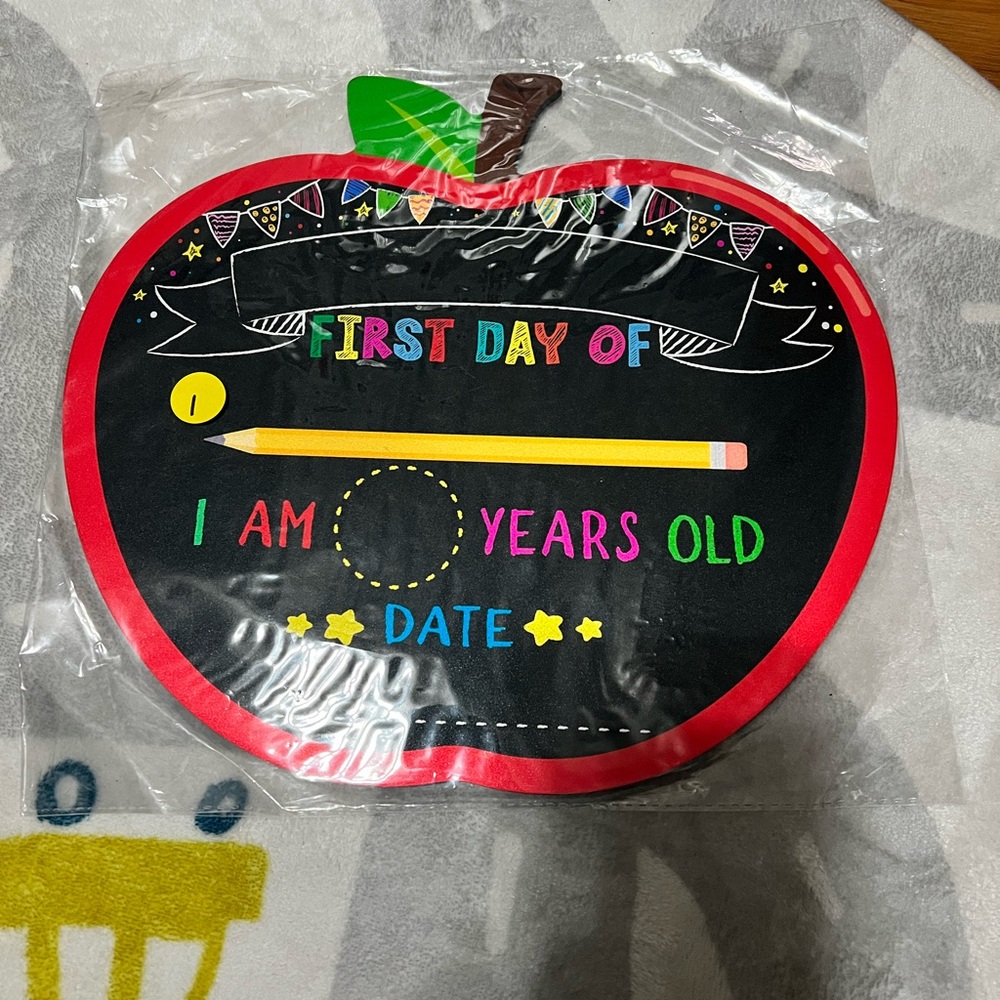 FIRST DAY OF
1
I AM YEARS OLD
DATE